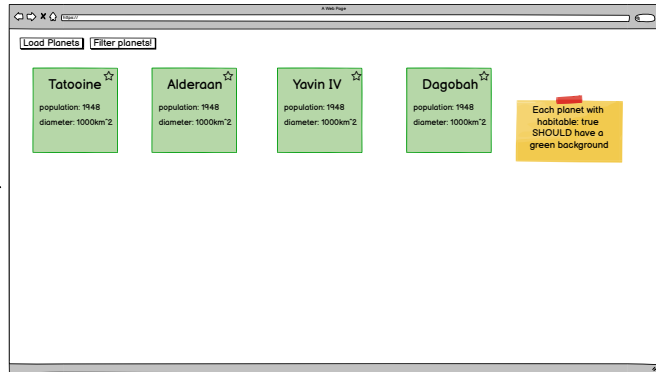 A Web Page
https://
Load Planets
Filter planets!
Tatooine
population: 1948
diameter: 1000km^2
Alderaan
population: 1948
diameter: 1000km^2
Yavin IV
population: 1948
diameter: 1000km^2
Dagobah
population: 1948
diameter: 1000km^2
Each planet with
habitable: true
SHOULD have a
green background